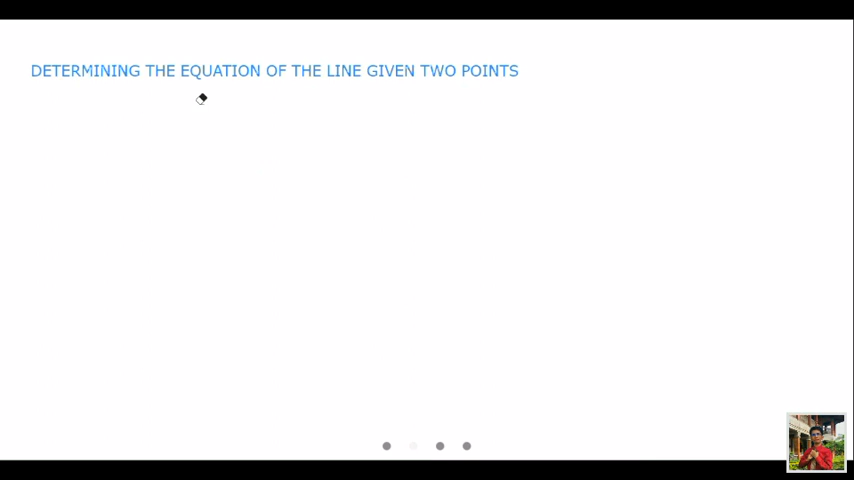 DETERMINING THE EQUATION OF THE LINE GIVEN TWO POINTS